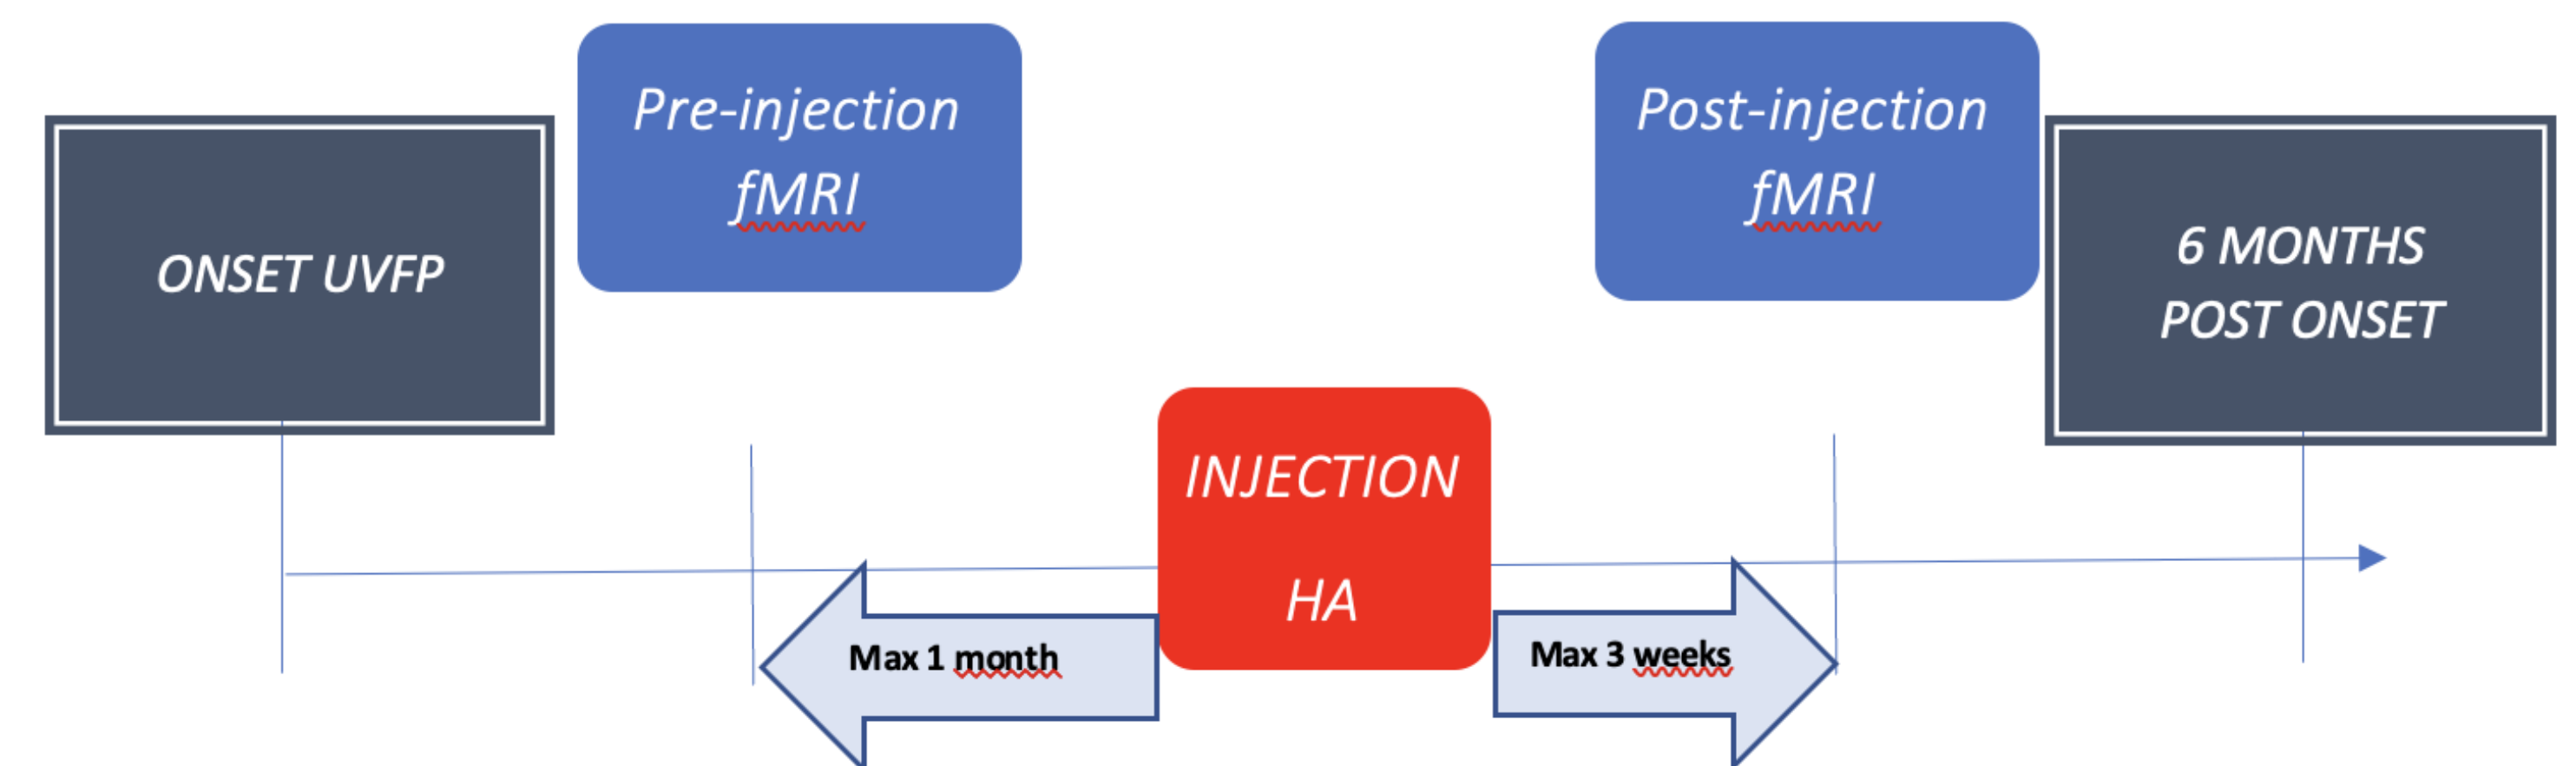 Pre-injection
fMRI
Post-injection
fMRI
ONSET UVFP
6 MONTHS
POST ONSET
INJECTION
HA
Max 1 month
Max 3 weeks